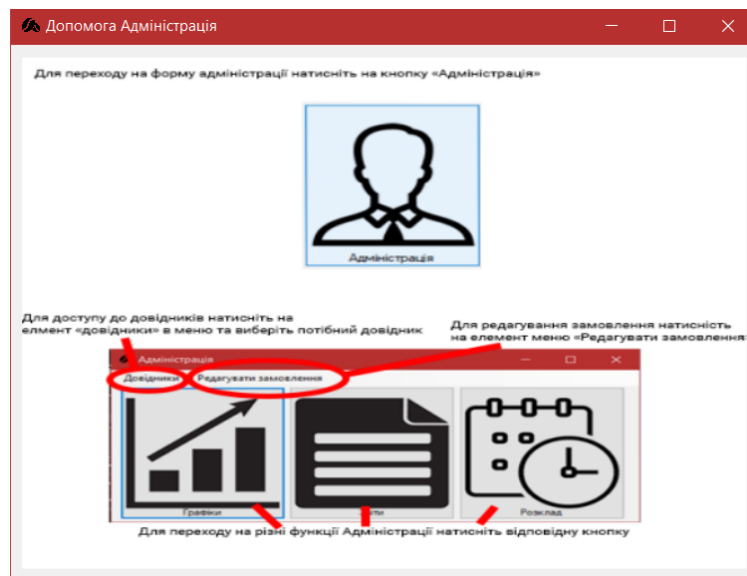 Допомога Адміністрація
Для переходу на форму адміністрації натисніть на кнопку «Адміністрація»
Адміністрація
Для доступу до довідників натисніть на
елмент «довідники» в меню та виберіть потібний довідник
Для редагування замовлення натисність
на елемент меню «Редагувати замовлення
Адміністрація
Довідники Редагувати замовлення
Графіки
Розклад
Для переходу на різні функції Адміністрації натисніть відповідну кнопку